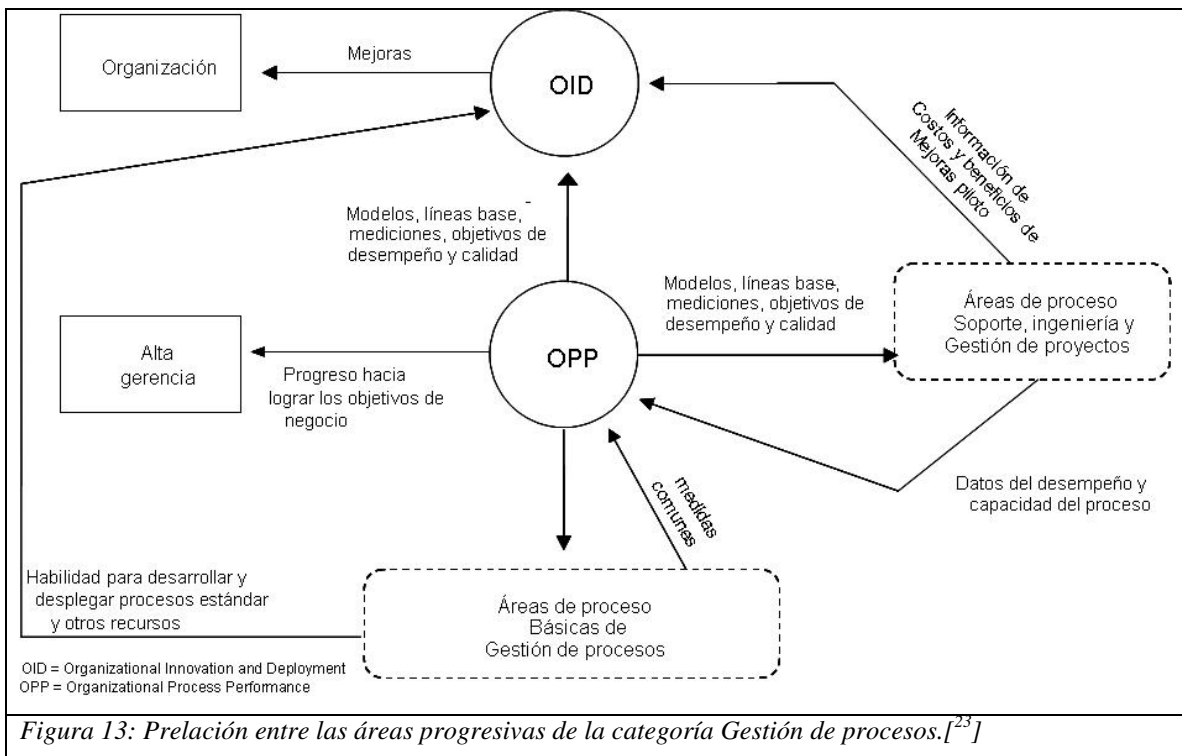 Organización
Mejoras
OID
Información de
Costos y beneficios de
Mejoras piloto
Modelos, líneas base,
mediciones, objetivos de
desempeño y calidad
Modelos, líneas base,
mediciones, objetivos de
desempeño y calidad
Áreas de proceso
Soporte, ingeniería y
Gestión de proyectos
Alta
gerencia
OPP
Progreso hacia
lograr los objetivos de
negocio
medidas
comunes
Datos del desempeño y
capacidad del proceso
Habilidad para desarrollar y
desplegar procesos estándar
y otros recursos
Áreas de proceso
Básicas de
Gestión de procesos
OID = Organizational Innovation and Deployment
OPP = Organizational Process Performance
Figura 13: Prelación entre las áreas progresivas de la categoría Gestión de procesos.[23]